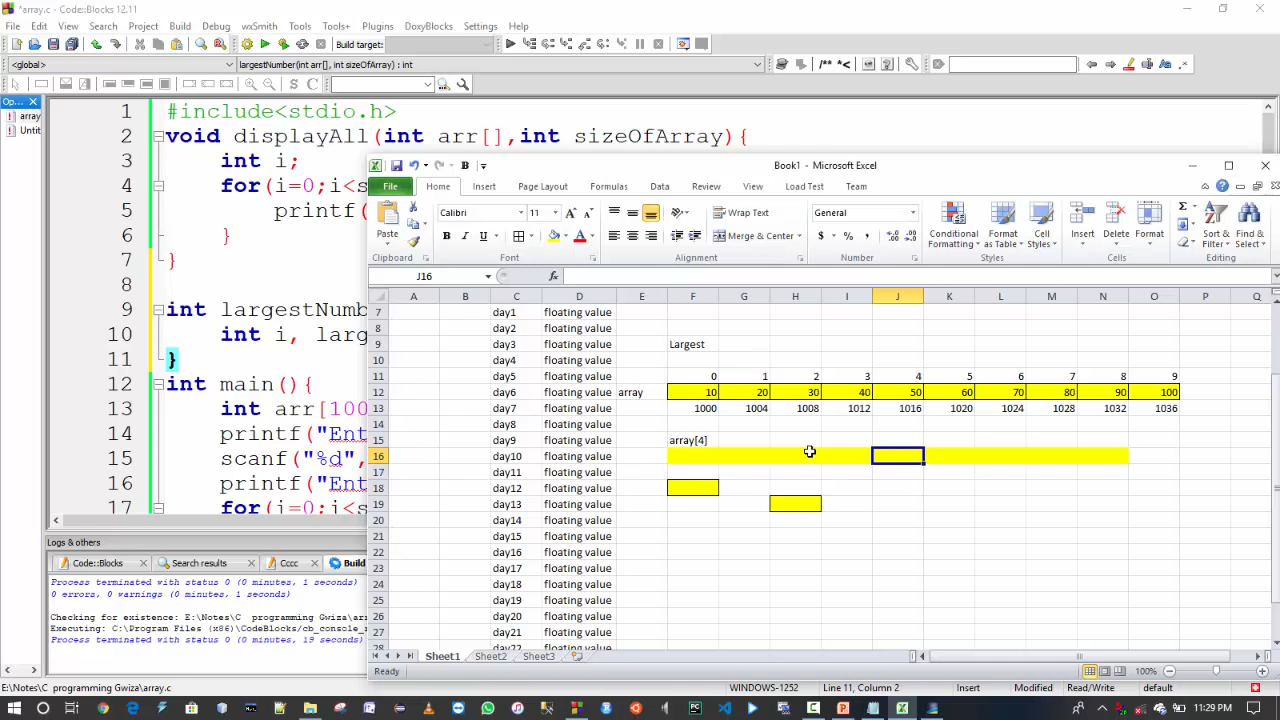 *array.c - Code::Blocks 12.11
File Edit View Search Project Build Debug wxSmith Tools Tools+ Plugins DoxyBlocks Settings Help
Build target:
<global> largestNumber(int arr[], int sizeOfArray) : int
Op...
array
Untit
1 #include<stdio.h>
2 void displayAll(int arr[],int sizeOfArray){
3 int i;
4 for(i=0;i<s
5 printf(
6 }
7 }
8
9 int largestNumb
10 int i, larg
11 }
12 int main(){
13 int arr[100
14 printf("Ent
15 scanf("%d",
16 printf("Ent
17 for(i=0;i<s
Logs & others
Code::Blocks Search results Cccc Build
Process terminated with status 0 (0 minutes, 1 seconds)
0 errors, 0 warnings (0 minutes, 1 seconds)
Checking for existence: E:\Notes\C programming Gwiza\arr
Executing: C:\Program Files (x86)\CodeBlocks/cb_console_r
Process terminated with status 0 (0 minutes, 19 seconds)
Book1 - Microsoft Excel
File Home Insert Page Layout Formulas Data Review View Load Test Team
Paste
Calibri 11
B I U
Wrap Text
Merge & Center
General
$ % ,
Conditional Formatting
Format as Table
Cell Styles
Insert Delete Format
Sort & Filter
Find & Select
Clipboard Font Alignment Number Styles Cells Editing
J16 fx
A B C D E F G H I J K L M N O P Q
7 day1 floating value
8 day2 floating value
9 day3 floating value Largest
10 day4 floating value
11 day5 floating value 0 1 2 3 4 5 6 7 8 9
12 day6 floating value array 10 20 30 40 50 60 70 80 90 100
13 day7 floating value 1000 1004 1008 1012 1016 1020 1024 1028 1032 1036
14 day8 floating value
15 day9 floating value array[4]
16 day10 floating value
17 day11 floating value
18 day12 floating value
19 day13 floating value
20 day14 floating value
21 day15 floating value
22 day16 floating value
23 day17 floating value
24 day18 floating value
25 day19 floating value
26 day20 floating value
27 day21 floating value
28 day22 floating value
Sheet1 Sheet2 Sheet3
Ready 100%
E:\Notes\C programming Gwiza\array.c WINDOWS-1252 Line 11, Column 2 Insert Modified Read/Write default
11:29 PM